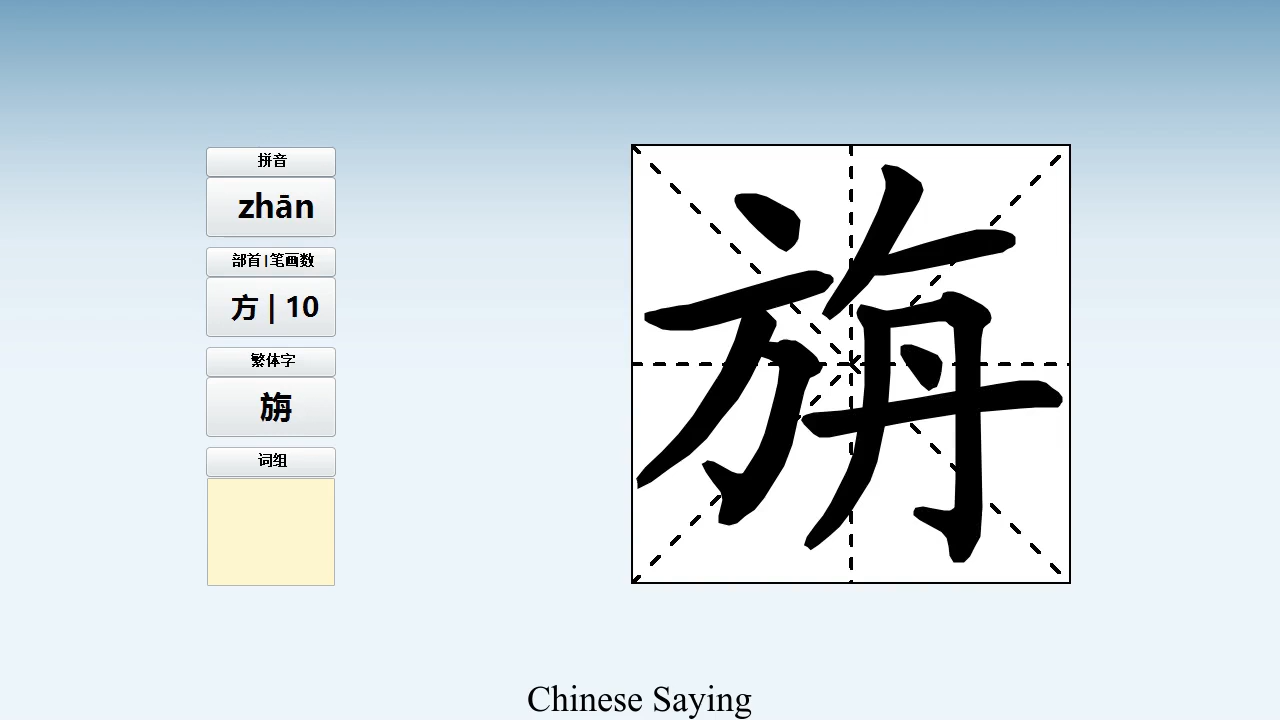 拼音
zhān
部首|笔画数
方 | 10
繁体字
旃
词组
旃
Chinese Saying